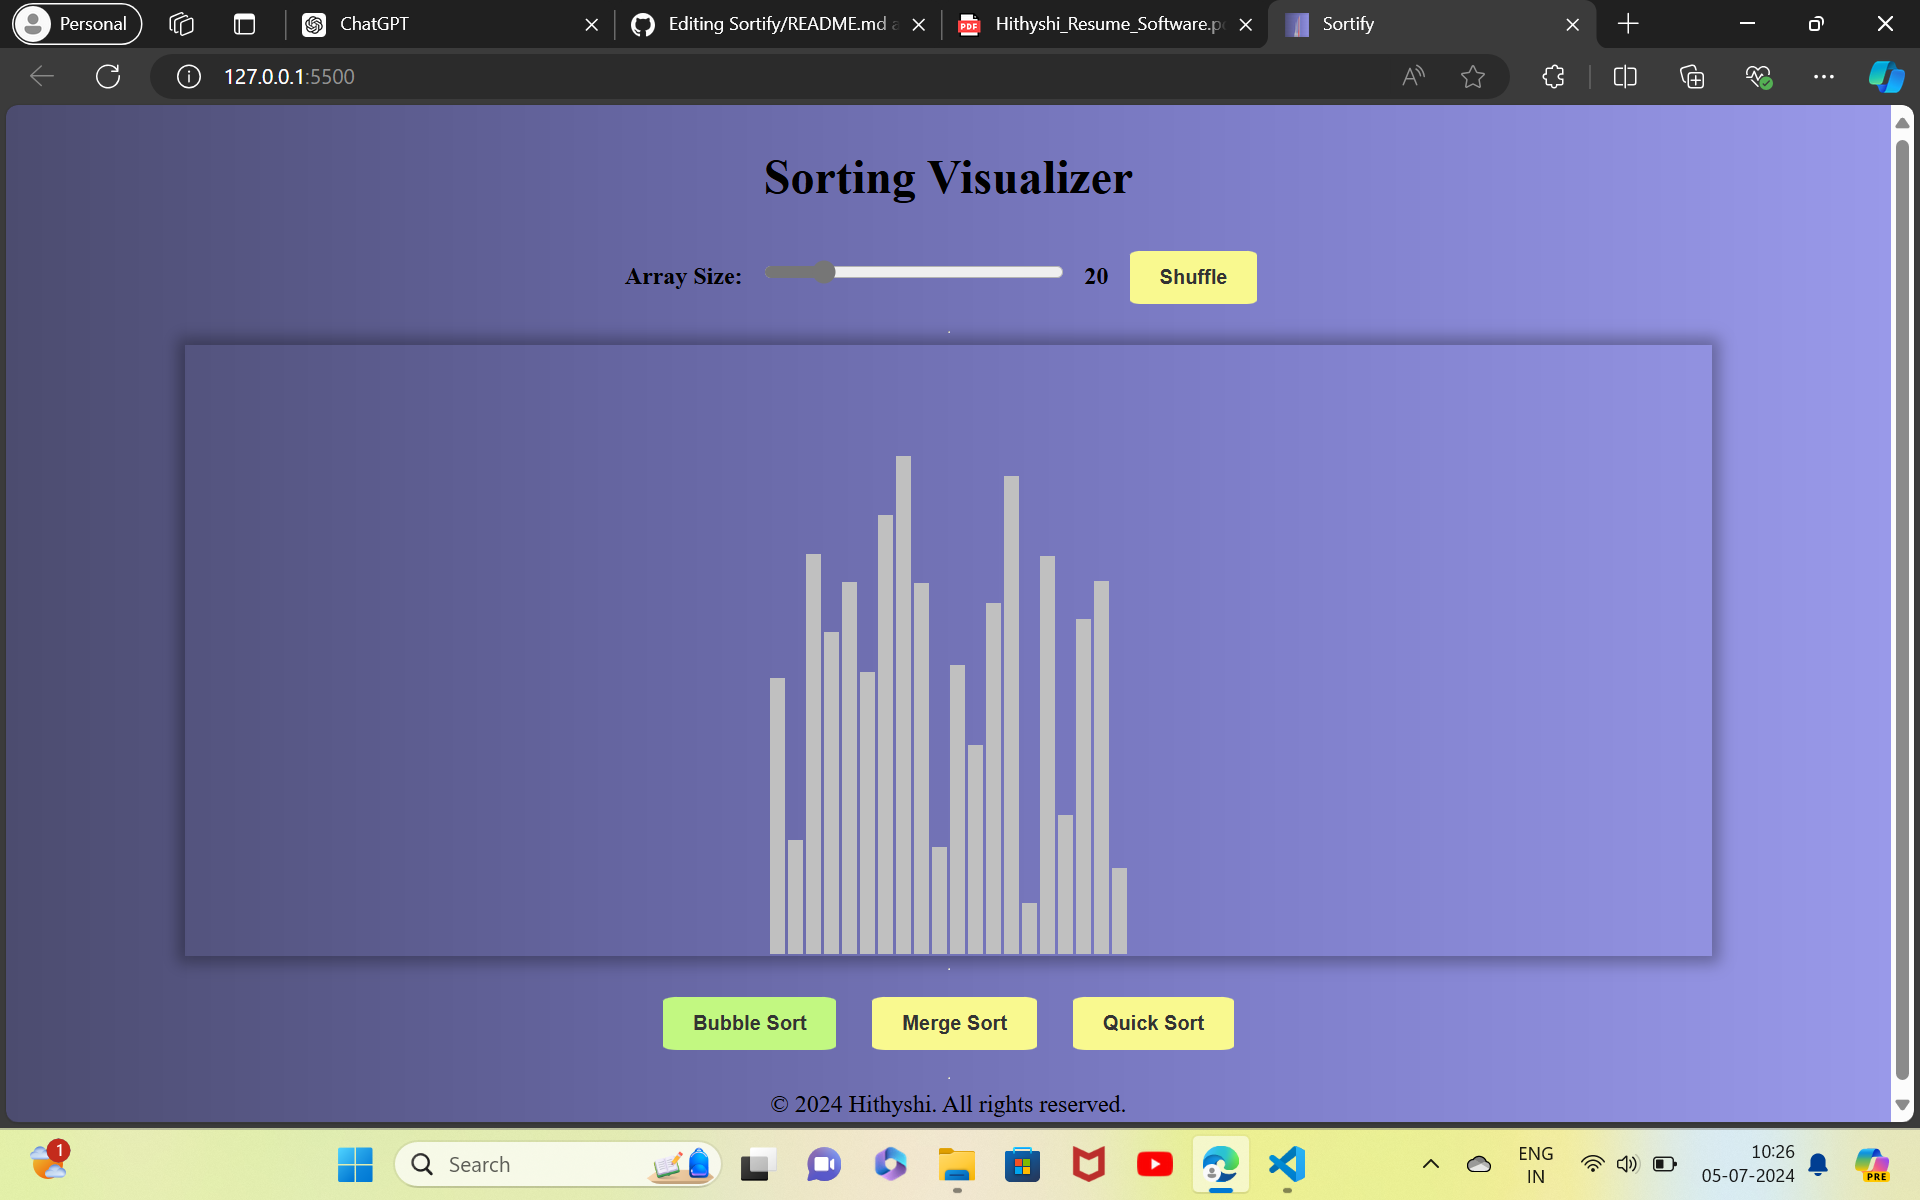 Personal
ChatGPT
Editing Sortify/README.md a
Hithyshi_Resume_Software.p
Sortify
127.0.0.1:5500
Sorting Visualizer
Array Size: 20 Shuffle
Bubble Sort Merge Sort Quick Sort
© 2024 Hithyshi. All rights reserved.
1
Search
ENG
IN
10:26
05-07-2024
PRE